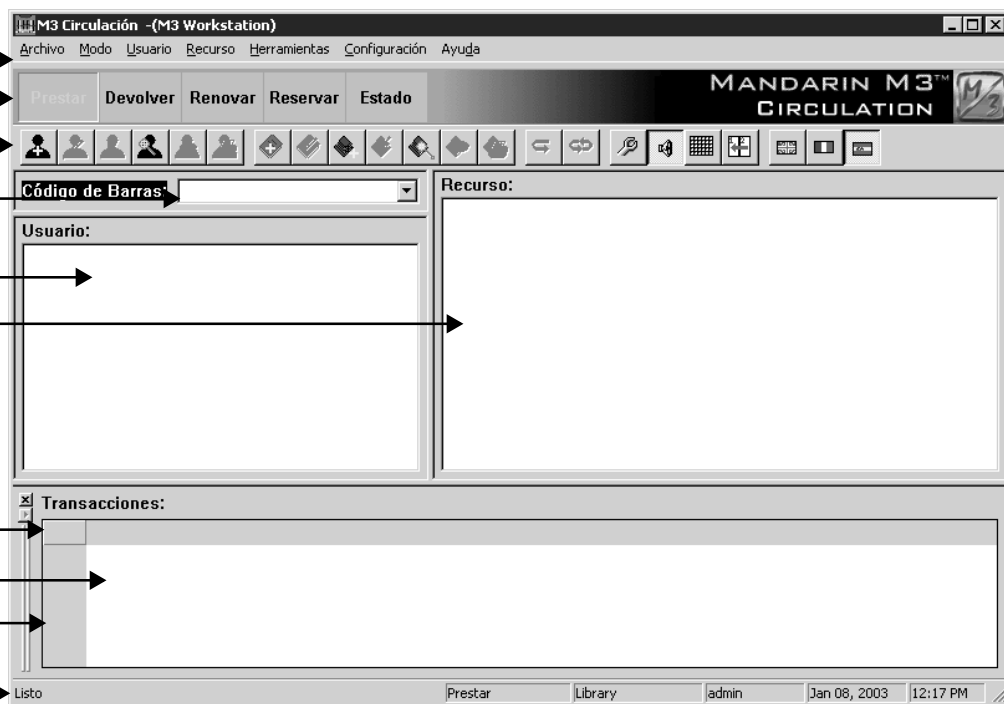 M3 Circulación -(M3 Workstation)
Archivo Modo Usuario Recurso Herramientas Configuración Ayuda
Prestar Devolver Renovar Reservar Estado
MANDARIN M3™
CIRCULATION
M3
Código de Barras:
Recurso:
Usuario:
Transacciones:
Listo Prestar Library admin Jan 08, 2003 12:17 PM